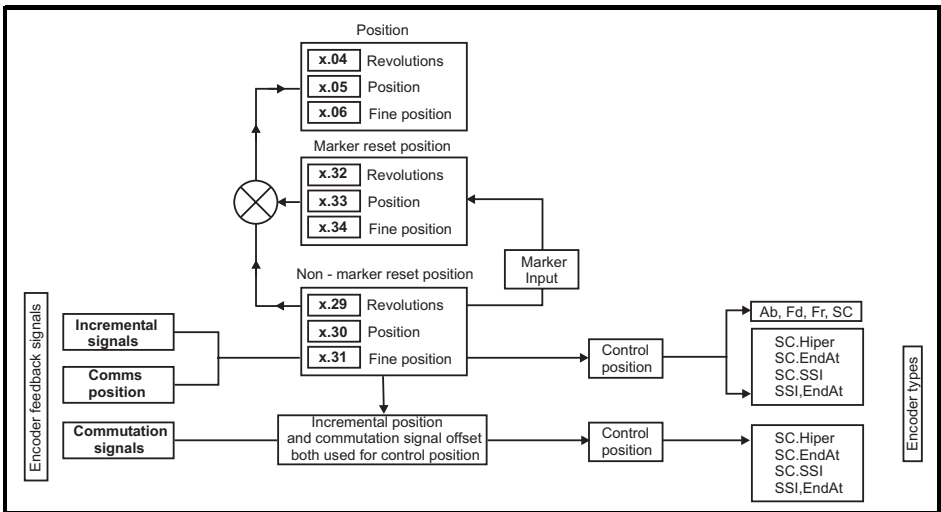 Position
x.04 Revolutions
x.05 Position
x.06 Fine position
Marker reset position
x.32 Revolutions
x.33 Position
x.34 Fine position
Marker
Input
Non - marker reset position
x.29 Revolutions
x.30 Position
x.31 Fine position
Encoder feedback signals
Incremental
signals
Comms
position
Commutation
signals
Incremental position
and commutation signal offset
both used for control position
Control
position
Control
position
Ab, Fd, Fr, SC
SC.Hiper
SC.EndAt
SC.SSI
SSI,EndAt
SC.Hiper
SC.EndAt
SC.SSI
SSI,EndAt
Encoder types